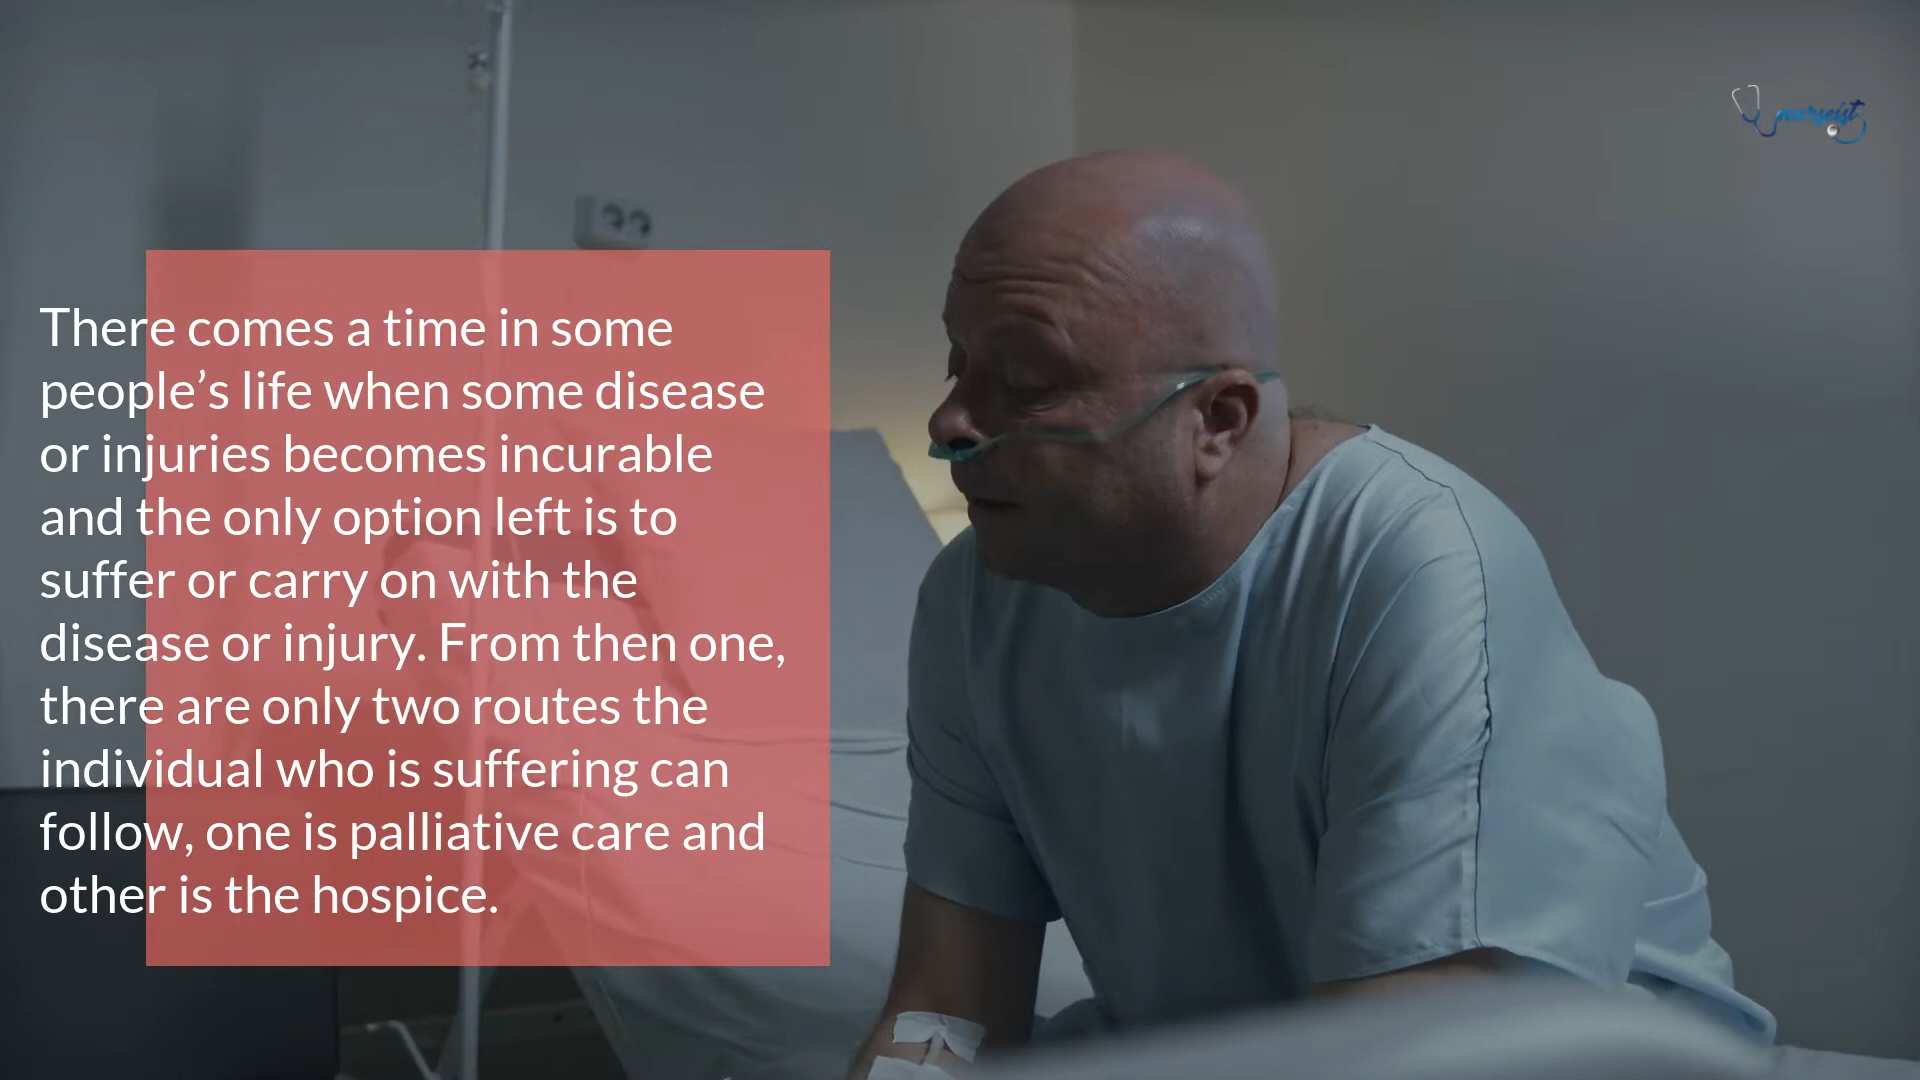 nurseist
There comes a time in some
people’s life when some disease
or injuries becomes incurable
and the only option left is to
suffer or carry on with the
disease or injury. From then one,
there are only two routes the
individual who is suffering can
follow, one is palliative care and
other is the hospice.